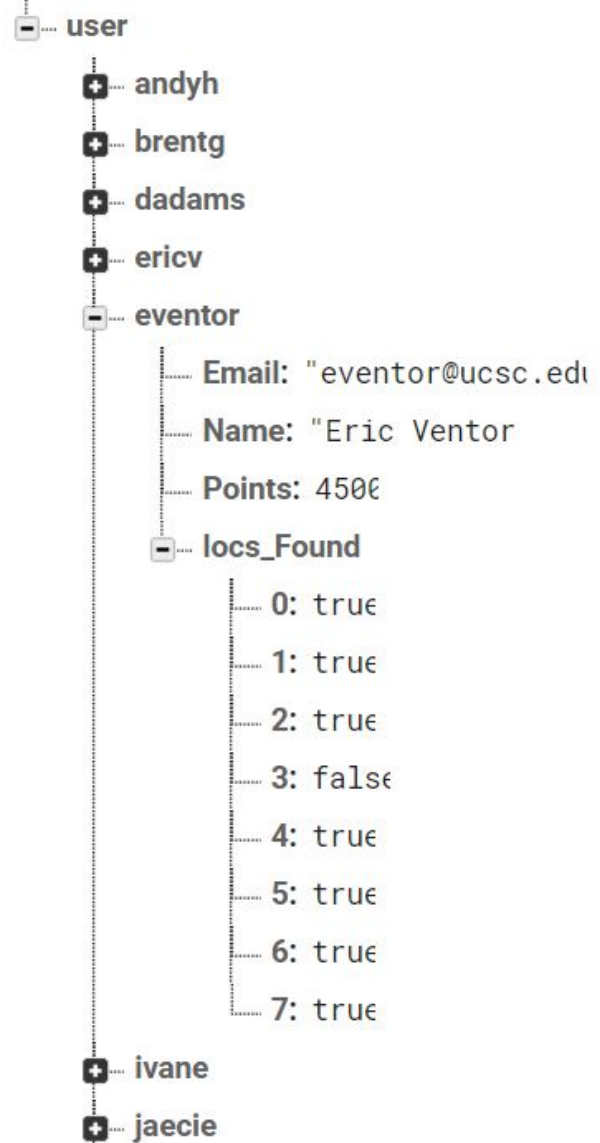 user
andyh
brentg
dadams
ericv
eventor
Email: "eventor@ucsc.edu
Name: "Eric Ventor
Points: 4500
locs_Found
0: true
1: true
2: true
3: false
4: true
5: true
6: true
7: true
ivane
jaecie